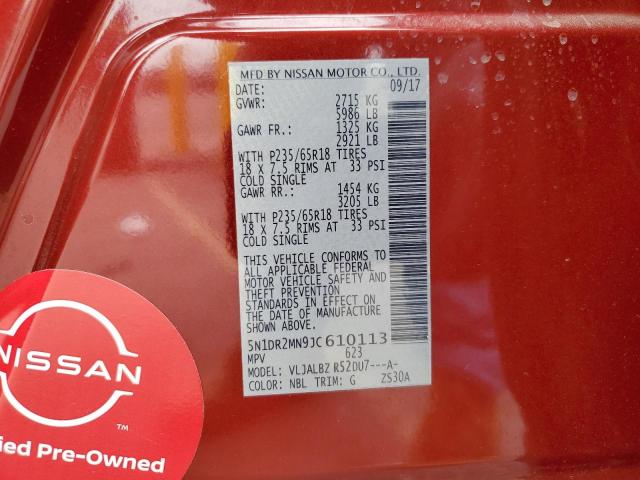 MFD BY NISSAN MOTOR CO., LTD.
DATE: 09/17
GVWR: 2715 KG
5986 LB
GAWR FR.: 1325 KG
2921 LB
WITH P235/65R18 TIRES
18 X 7.5 RIMS AT 33 PSI
COLD SINGLE
GAWR RR.: 1454 KG
3205 LB
WITH P235/65R18 TIRES
18 X 7.5 RIMS AT 33 PSI
COLD SINGLE
THIS VEHICLE CONFORMS TO
ALL APPLICABLE FEDERAL
MOTOR VEHICLE SAFETY AND
THEFT PREVENTION
STANDARDS IN EFFECT ON
THE DATE OF MANUFACTURE
SHOWN ABOVE.
5N1DR2MN9JC610113
MPV 623
MODEL: VLJALBZ R52DU7---A-
COLOR: NBL TRIM: G ZS30A
NISSAN
TM
ied Pre-Owned